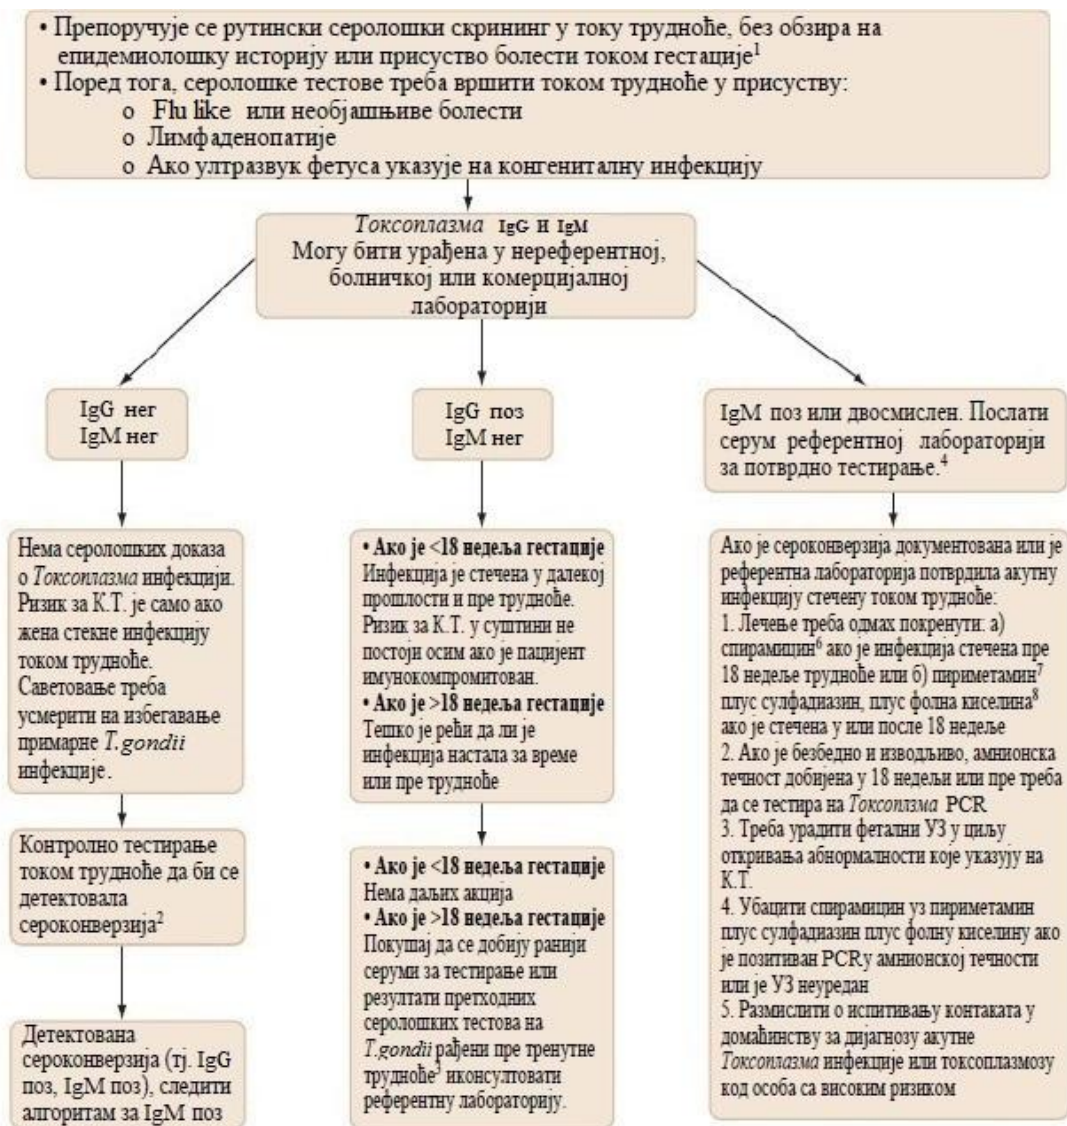 • Препоручује се рутински серолошки скрининг у току трудноће, без обзира на
епидемиолошку историју или присуство болести током гестације1
• Поред тога, серолошке тестове треба вршити током трудноће у присуству:
o Flu like или необјашњиве болести
o Лимфаденопатије
o Ако ултразвук фетуса указује на конгениталну инфекцију
Токсоплазма IgG и IgM
Могу бити урађена у нереферентној,
болничкој или комерцијалној
лабораторији
IgG нег
IgM нег
Нема серолошких доказа
о Токсоплазма инфекцији.
Ризик за К.Т. је само ако
жена стекне инфекцију
током трудноће.
Саветовање треба
усмерити на избегавање
примарне T.gondii
инфекције.
Контролно тестирање
током трудноће да би се
детектовала
сероконверзија2
Детектована
сероконверзија (тј. IgG
поз, IgM поз), следити
алгоритам за IgM поз
IgG поз
IgM нег
• Ако је <18 недеља гестације
Инфекција је стечена у далекој
прошлости и пре трудноће.
Ризик за К.Т. у суштини не
постоји осим ако је пацијент
имунокомпромитован.
• Ако је >18 недеља гестације
Тешко је рећи да ли је
инфекција настала за време
или пре трудноће
• Ако је <18 недеља гестације
Нема даљих акција
• Ако је >18 недеља гестације
Покушај да се добију ранији
серуми за тестирање или
резултати претходних
серолошких тестова на
T.gondii рађени пре тренутне
трудноће3 иконсултовати
референтну лабораторију.
IgM поз или двосмислен. Послати
серум референтној лабораторији
за потврдно тестирање.4
Ако је сероконверзија документована или је
референтна лабораторија потврдила акутну
инфекцију стечену током трудноће:
1. Лечење треба одмах покренути: а)
спирамицин6 ако је инфекција стечена пре
18 недеље трудноће или б) пириметамин7
плус сулфадиазин, плус фолна киселина8
ако је стечена у или после 18 недеље
2. Ако је безбедно и изводљиво, амнионска
течност добијена у 18 недељи или пре треба
да се тестира на Токсоплзма PCR
3. Треба урадити фетални УЗ у циљу
откривања абнормалности које указују на
К.Т.
4. Убацити спирамицин уз пириметамин
плус сулфадиазин плус фолну киселину ако
је позитиван PCRу амнионској течности
или је УЗ неуредан
5. Размислити о испитивању контаката у
домаћинству за дијагнозу акутне
Токсоплазма инфекције или токсоплазмозу
код особа са високим ризиком